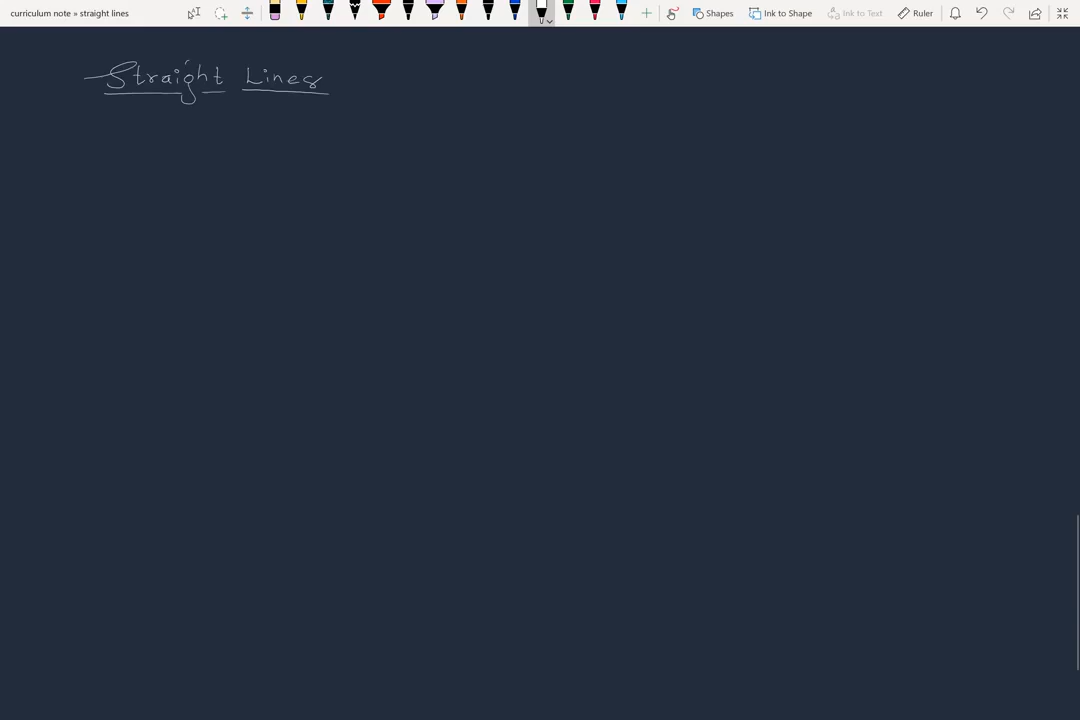 curriculum note » straight lines
Shapes
Ink to Shape
Ink to Text
Ruler
Straight Lines